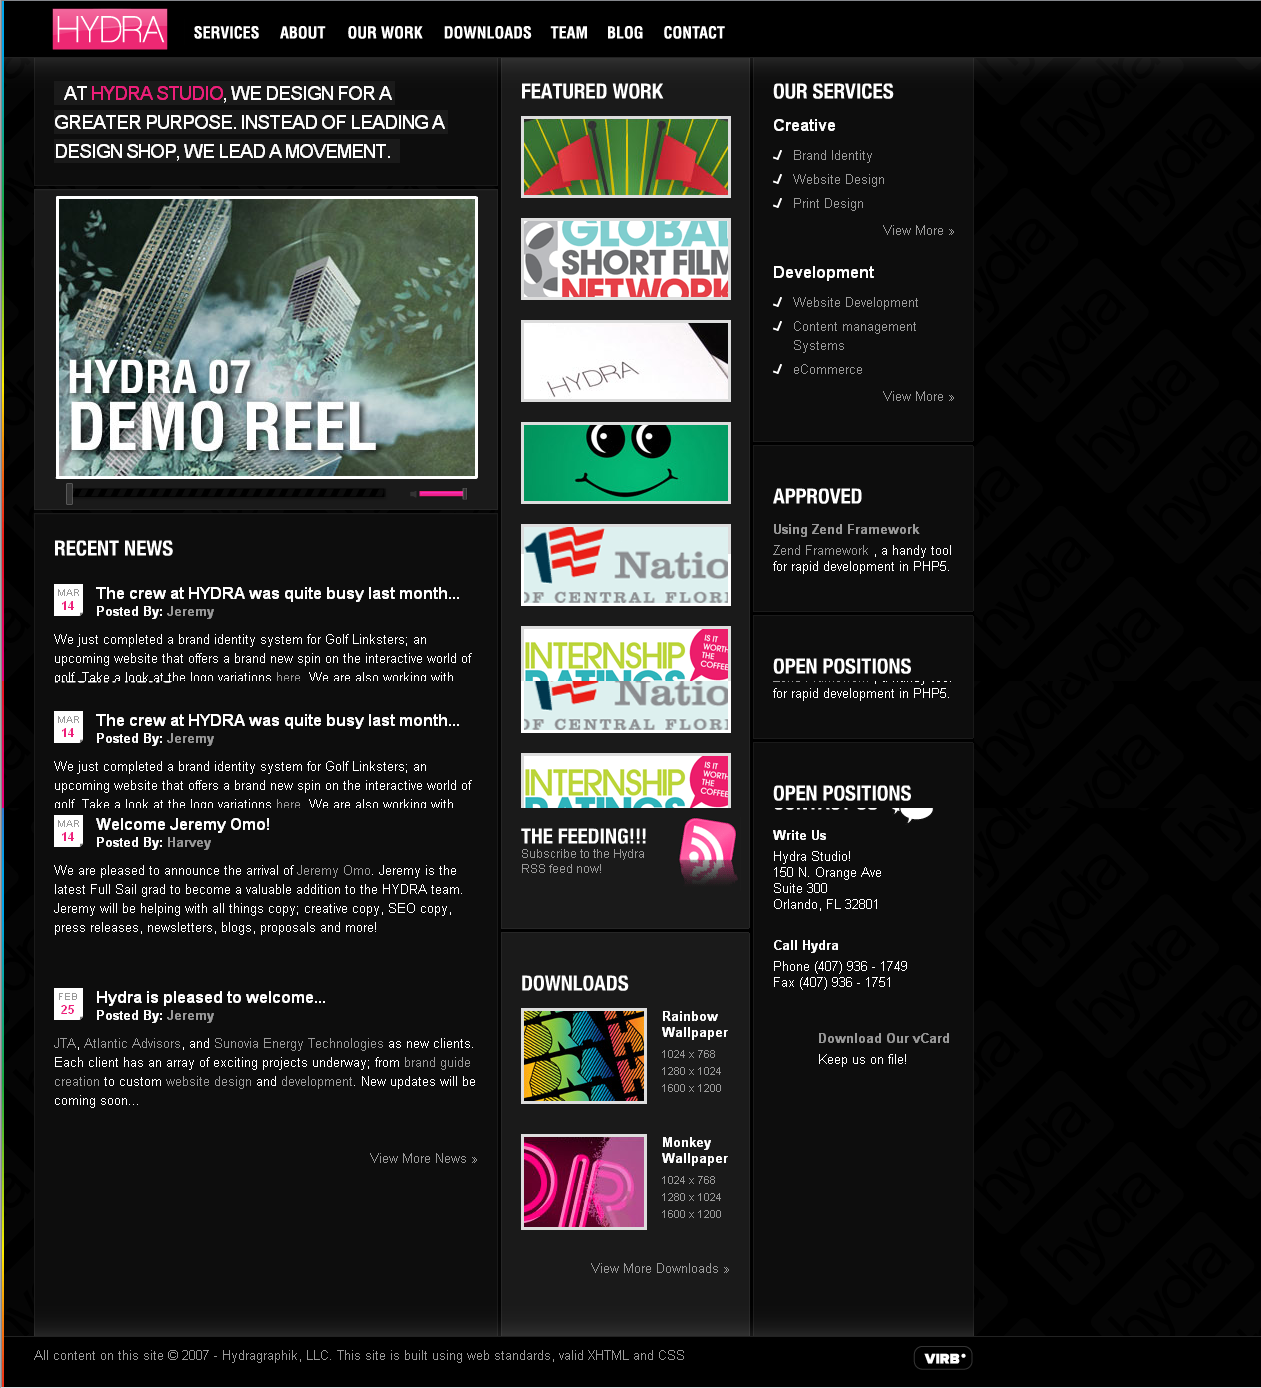 HYDRA
SERVICES ABOUT OUR WORK DOWNLOADS TEAM BLOG CONTACT
AT HYDRA STUDIO, WE DESIGN FOR A
GREATER PURPOSE. INSTEAD OF LEADING A
DESIGN SHOP, WE LEAD A MOVEMENT.
HYDRA 07
DEMO REEL
RECENT NEWS
MAR
14
The crew at HYDRA was quite busy last month...
Posted By: Jeremy
We just completed a brand identity system for Golf Linksters; an
upcoming website that offers a brand new spin on the interactive world of
golf. Take a look at the logo variations here. We are also working with
MAR
14
The crew at HYDRA was quite busy last month...
Posted By: Jeremy
We just completed a brand identity system for Golf Linksters; an
upcoming website that offers a brand new spin on the interactive world of
golf. Take a look at the logo variations here. We are also working with
MAR
14
Welcome Jeremy Omo!
Posted By: Harvey
We are pleased to announce the arrival of Jeremy Omo. Jeremy is the
latest Full Sail grad to become a valuable addition to the HYDRA team.
Jeremy will be helping with all things copy; creative copy, SEO copy,
press releases, newsletters, blogs, proposals and more!
FEB
25
Hydra is pleased to welcome...
Posted By: Jeremy
JTA, Atlantic Advisors, and Sunovia Energy Technologies as new clients.
Each client has an array of exciting projects underway; from brand guide
creation to custom website design and development. New updates will be
coming soon...
View More News »
FEATURED WORK
GLOBAL
SHORT FILM
NETWORK
HYDRA
1 Natio
OF CENTRAL FLORI
INTERNSHIP
RATINGS
IS IT
WORTH
THE
COFFEE
OF CENTRAL FLORI
INTERNSHIP
RATINGS
IS IT
WORTH
THE
COFFEE
THE FEEDING!!!
Subscribe to the Hydra
RSS feed now!
DOWNLOADS
Rainbow
Wallpaper
1024 x 768
1280 x 1024
1600 x 1200
Monkey
Wallpaper
1024 x 768
1280 x 1024
1600 x 1200
View More Downloads »
OUR SERVICES
Creative
Brand Identity
Website Design
Print Design
View More »
Development
Website Development
Content management
Systems
eCommerce
View More »
APPROVED
Using Zend Framework
Zend Framework , a handy tool
for rapid development in PHP5.
OPEN POSITIONS
for rapid development in PHP5.
OPEN POSITIONS
Write Us
Hydra Studio!
150 N. Orange Ave
Suite 300
Orlando, FL 32801
Call Hydra
Phone (407) 936 - 1749
Fax (407) 936 - 1751
Download Our vCard
Keep us on file!
All content on this site © 2007 - Hydragraphik, LLC. This site is built using web standards, valid XHTML and CSS
VIRB